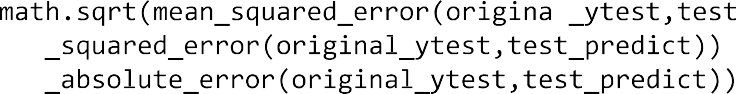 math.sqrt(mean_squared_error(origina _ytest,test
_squared_error(original_ytest,test_predict))
_absolute_error(original_ytest,test_predict))